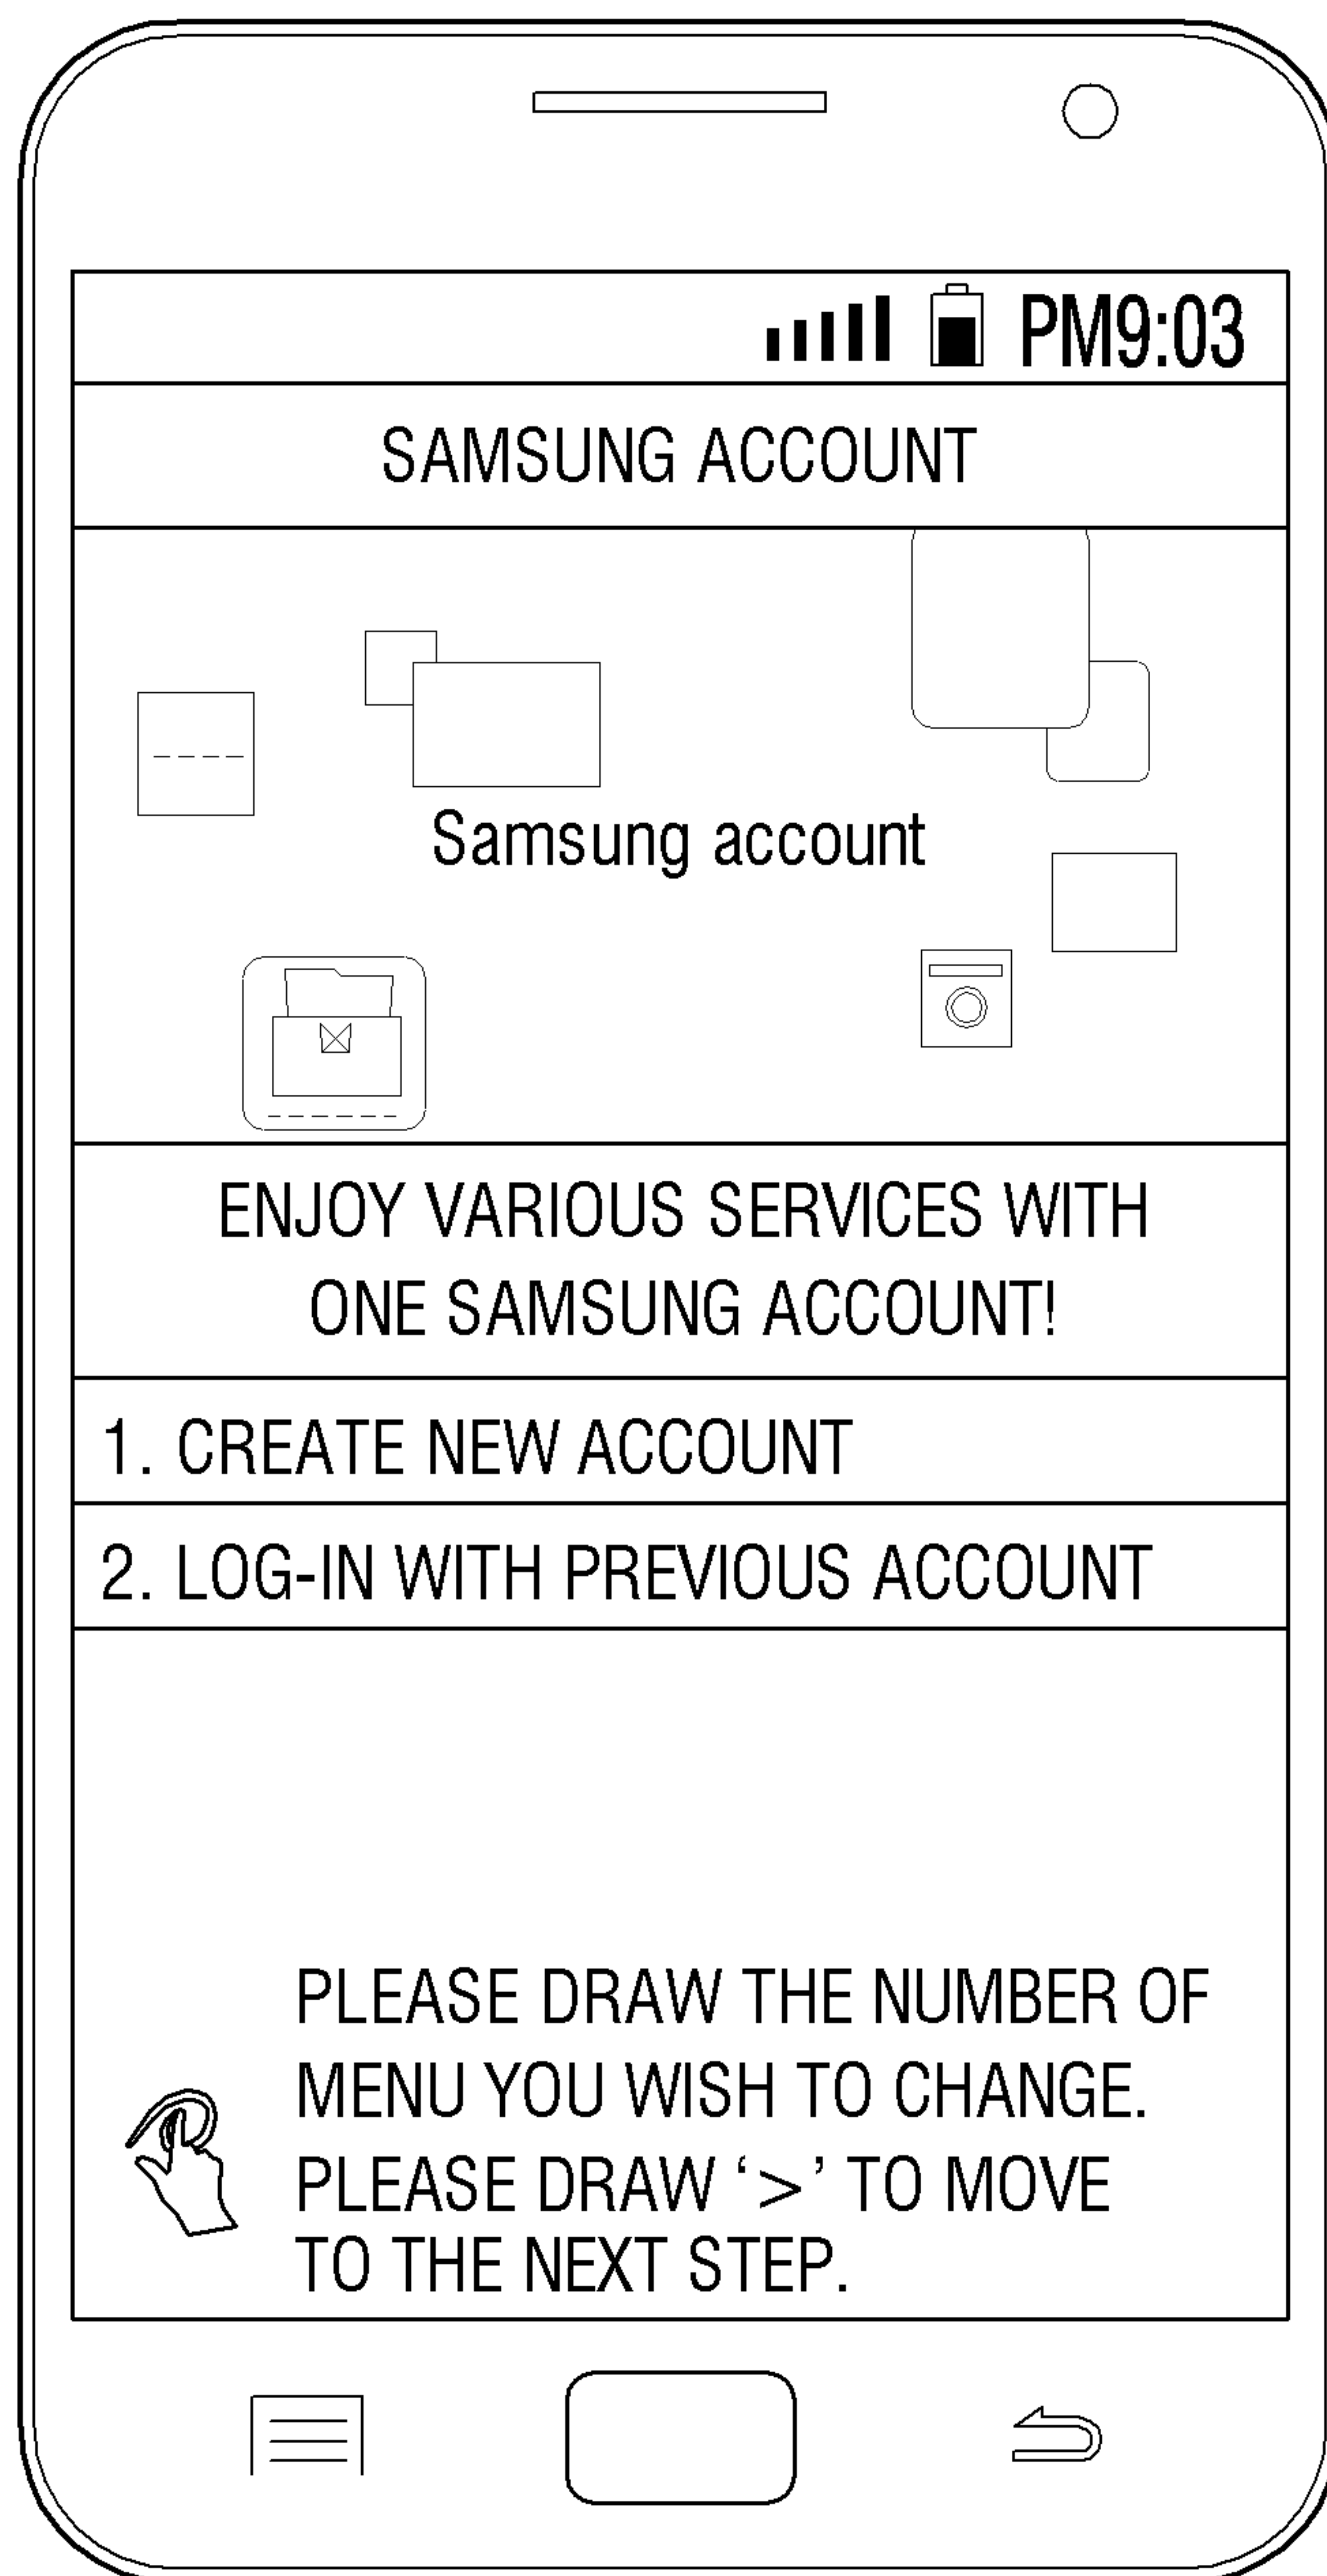 PM9:03
SAMSUNG ACCOUNT
Samsung account
ENJOY VARIOUS SERVICES WITH
ONE SAMSUNG ACCOUNT!
1. CREATE NEW ACCOUNT
2. LOG-IN WITH PREVIOUS ACCOUNT
PLEASE DRAW THE NUMBER OF
MENU YOU WISH TO CHANGE.
PLEASE DRAW ‘>’ TO MOVE
TO THE NEXT STEP.